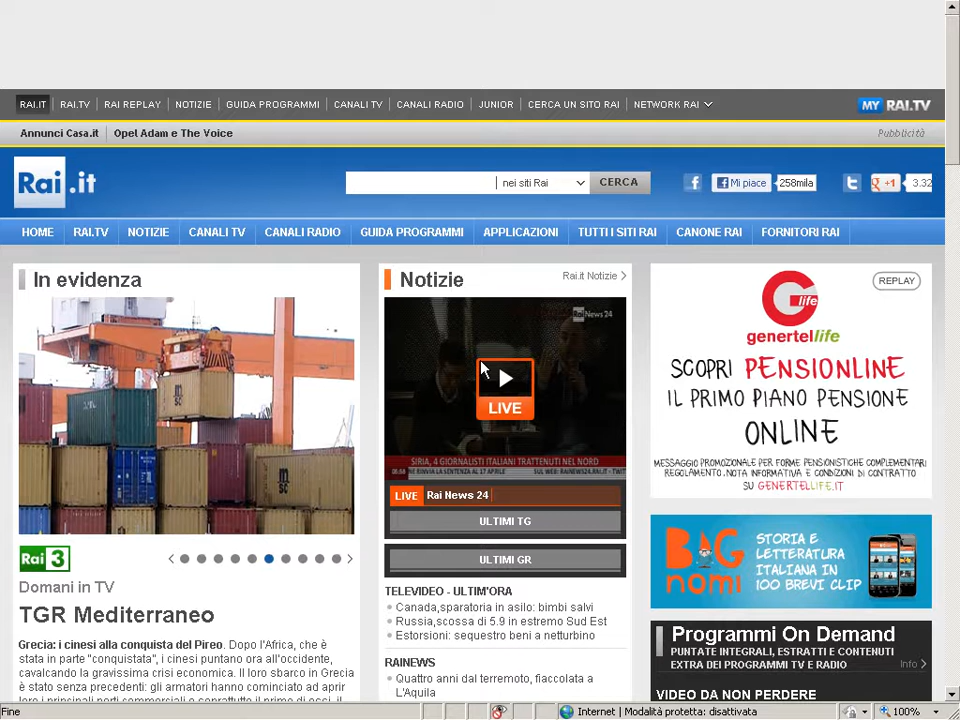 RAI.IT RAI.TV RAI REPLAY NOTIZIE GUIDA PROGRAMMI CANALI TV CANALI RADIO JUNIOR CERCA UN SITO RAI NETWORK RAI MY RAI.TV
Annunci Casa.it Opel Adam e The Voice Pubblicità
Rai.it nei siti Rai CERCA Mi piace 258mila +1 3.32
HOME RAI.TV NOTIZIE CANALI TV CANALI RADIO GUIDA PROGRAMMI APPLICAZIONI TUTTI I SITI RAI CANONE RAI FORNITORI RAI
In evidenza
Rai 3
Domani in TV
TGR Mediterraneo
Grecia: i cinesi alla conquista del Pireo. Dopo l'Africa, che è
stata in parte "conquistata", i cinesi puntano ora all'occidente,
cavalcando la gravissima crisi economica. Il loro sbarco in Grecia
è stato senza precedenti: gli armatori hanno cominciato ad aprire
Notizie Rai.it Notizie
RaiNews24
LIVE
SIRIA, 4 GIORNALISTI ITALIANI TRATTENUTI NEL NORD
LIVE Rai News 24
ULTIMI TG
ULTIMI GR
TELEVIDEO - ULTIM'ORA
Canada,sparatoria in asilo: bimbi salvi
Russia,scossa di 5.9 in estremo Sud Est
Estorsioni: sequestro beni a netturbino
RAINEWS
Quattro anni dal terremoto, fiaccolata a
L'Aquila
REPLAY
G life
genertellife
SCOPRI PENSIONLINE
IL PRIMO PIANO PENSIONE
ONLINE
MESSAGGIO PROMOZIONALE PER FORME PENSIONISTICHE COMPLEMENTARI
REGOLAMENTO, NOTA INFORMATIVA E CONDIZIONI DI CONTRATTO
SU GENERTELLIFE.IT
BIGnomi
STORIA E
LETTERATURA
ITALIANA IN
100 BREVI CLIP
Programmi On Demand
PUNTATE INTEGRALI, ESTRATTI E CONTENUTI
EXTRA DEI PROGRAMMI TV E RADIO Info
VIDEO DA NON PERDERE
Fine Internet | Modalità protetta: disattivata 100%